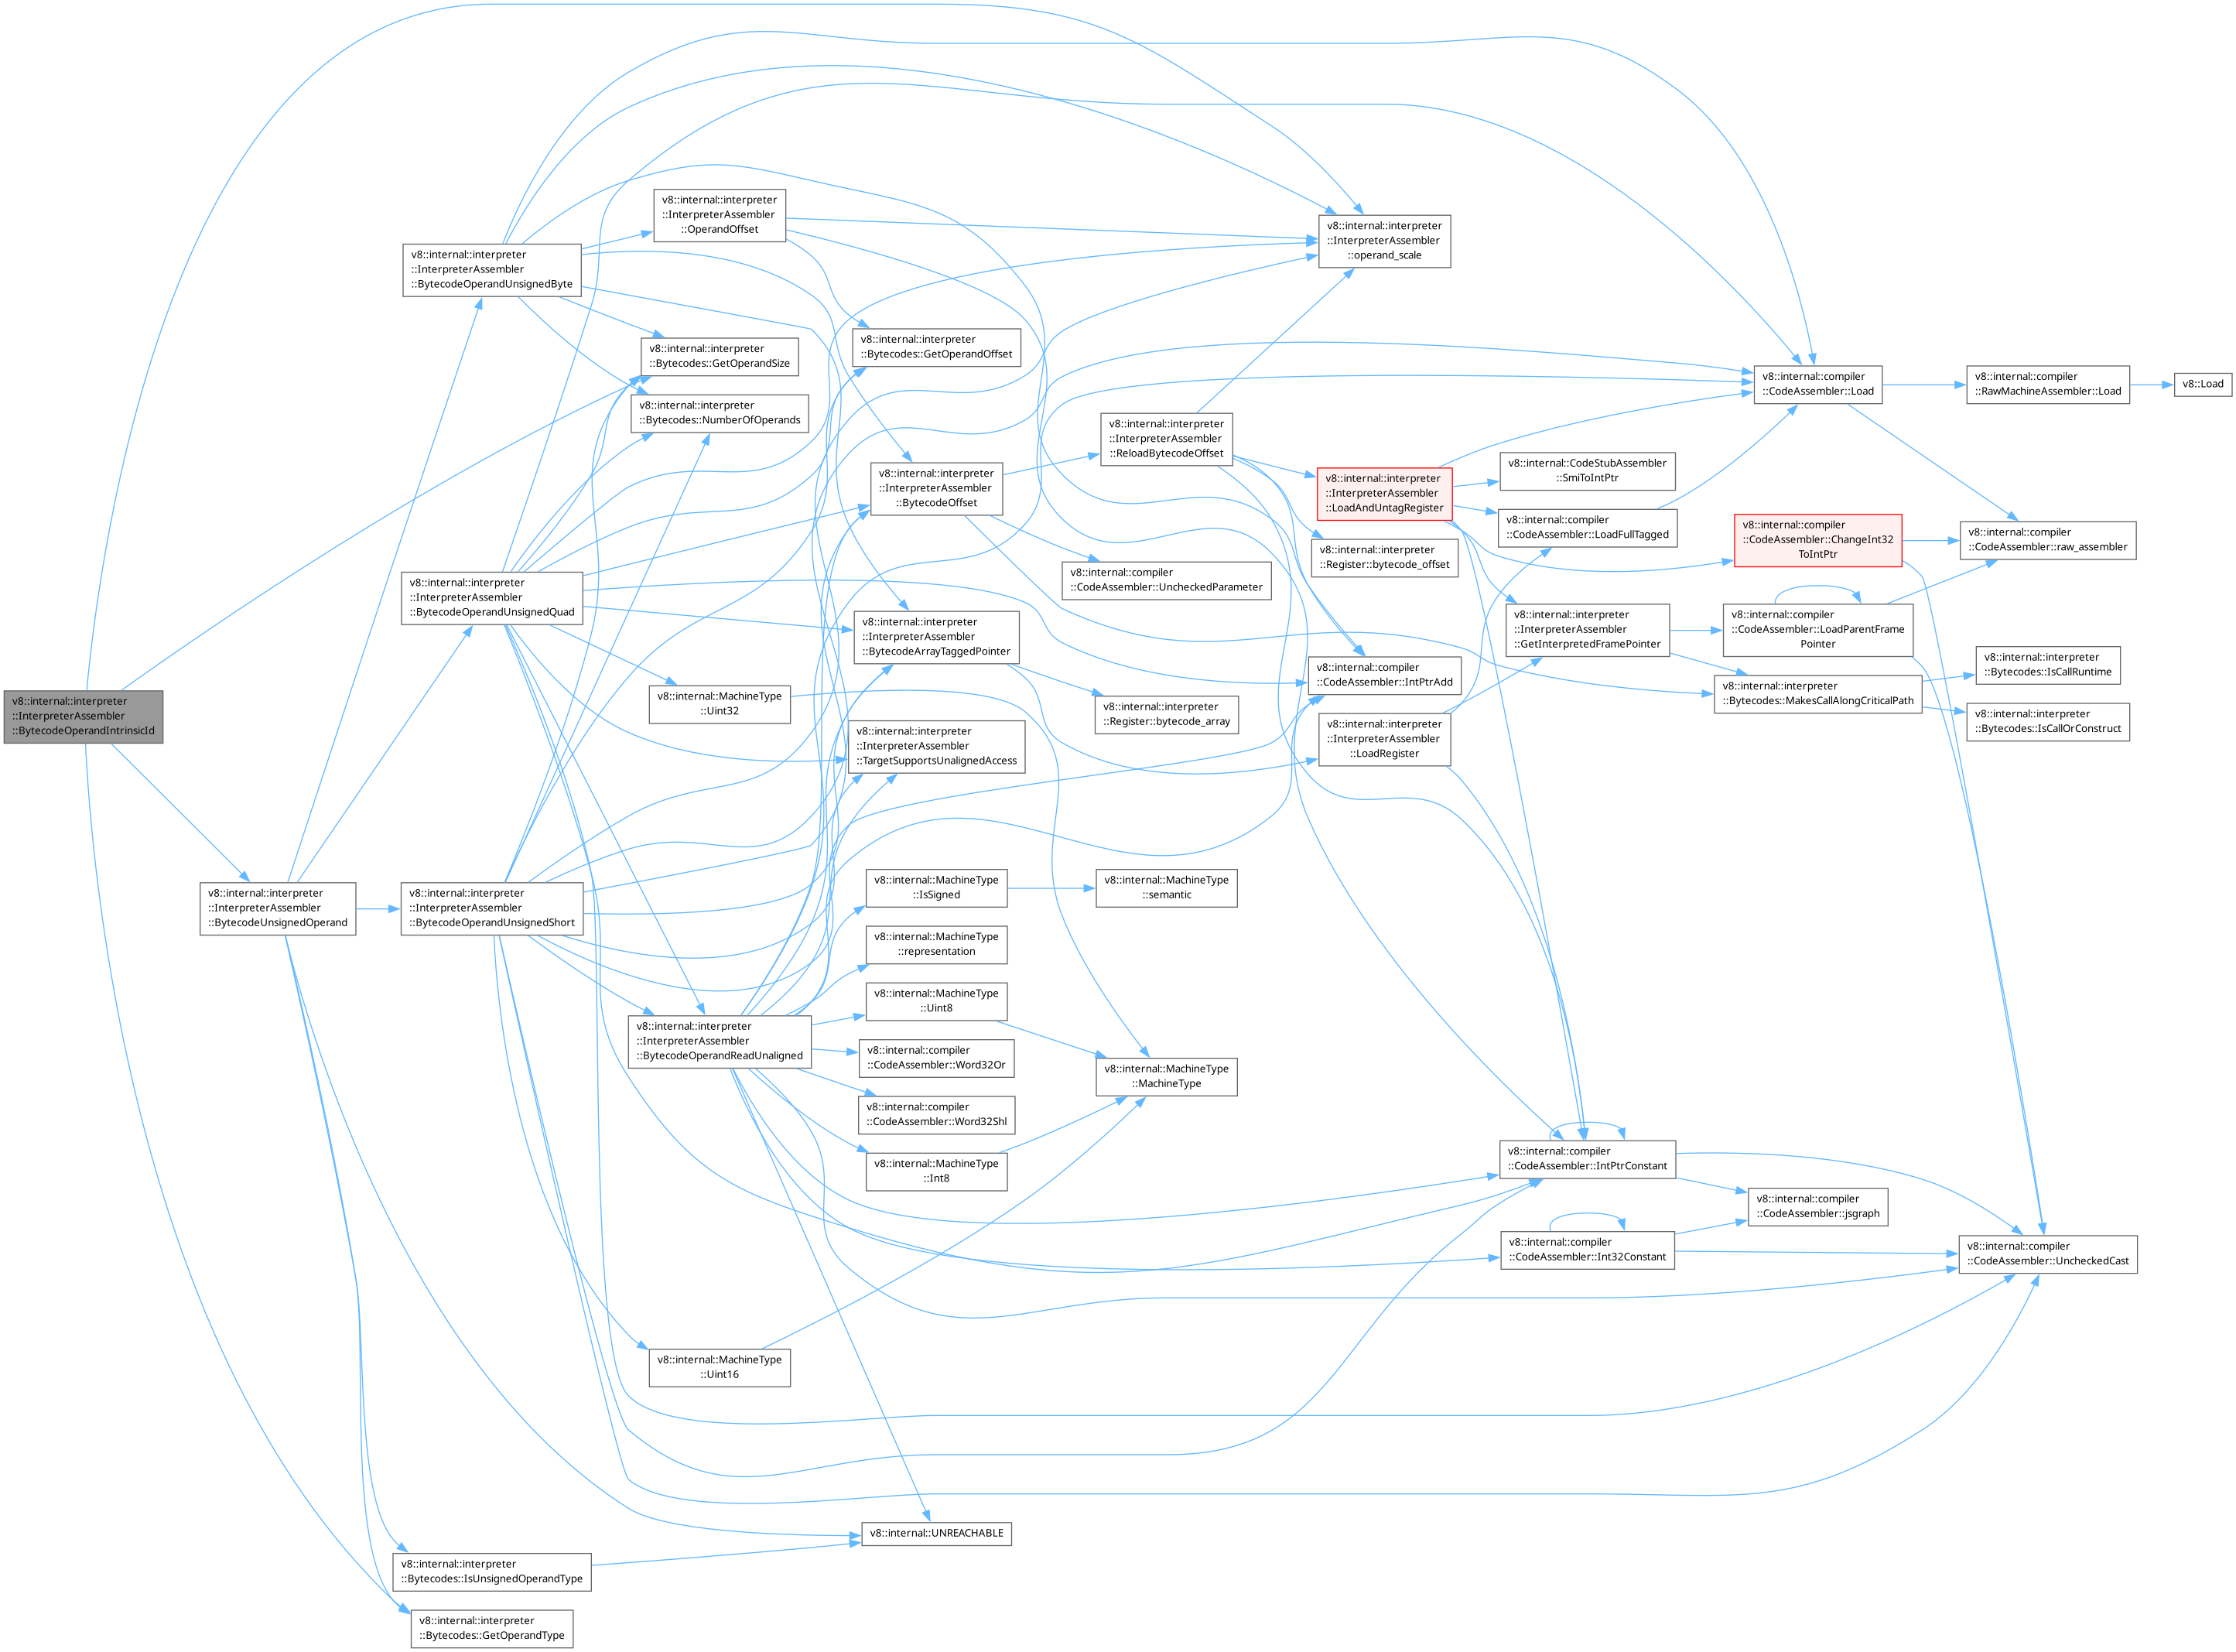 v8::internal::interpreter
::InterpreterAssembler
::BytecodeOperandIntrinsicId
v8::internal::interpreter
::InterpreterAssembler
::BytecodeUnsignedOperand
v8::internal::interpreter
::InterpreterAssembler
::BytecodeOperandUnsignedByte
v8::internal::interpreter
::InterpreterAssembler
::BytecodeOperandUnsignedQuad
v8::internal::interpreter
::InterpreterAssembler
::BytecodeOperandUnsignedShort
v8::internal::interpreter
::Bytecodes::IsUnsignedOperandType
v8::internal::interpreter
::Bytecodes::GetOperandType
v8::internal::interpreter
::InterpreterAssembler
::OperandOffset
v8::internal::interpreter
::Bytecodes::GetOperandSize
v8::internal::interpreter
::Bytecodes::NumberOfOperands
v8::internal::MachineType
::Uint32
v8::internal::interpreter
::InterpreterAssembler
::BytecodeOperandReadUnaligned
v8::internal::MachineType
::Uint16
v8::internal::interpreter
::Bytecodes::GetOperandOffset
v8::internal::interpreter
::InterpreterAssembler
::BytecodeOffset
v8::internal::interpreter
::InterpreterAssembler
::BytecodeArrayTaggedPointer
v8::internal::interpreter
::InterpreterAssembler
::TargetSupportsUnalignedAccess
v8::internal::MachineType
::IsSigned
v8::internal::MachineType
::representation
v8::internal::MachineType
::Uint8
v8::internal::compiler
::CodeAssembler::Word32Or
v8::internal::compiler
::CodeAssembler::Word32Shl
v8::internal::MachineType
::Int8
v8::internal::UNREACHABLE
v8::internal::interpreter
::InterpreterAssembler
::ReloadBytecodeOffset
v8::internal::compiler
::CodeAssembler::UncheckedParameter
v8::internal::interpreter
::Register::bytecode_array
v8::internal::MachineType
::semantic
v8::internal::MachineType
::MachineType
v8::internal::interpreter
::InterpreterAssembler
::operand_scale
v8::internal::interpreter
::InterpreterAssembler
::LoadAndUntagRegister
v8::internal::interpreter
::Register::bytecode_offset
v8::internal::compiler
::CodeAssembler::IntPtrAdd
v8::internal::interpreter
::InterpreterAssembler
::LoadRegister
v8::internal::CodeStubAssembler
::SmiToIntPtr
v8::internal::compiler
::CodeAssembler::LoadFullTagged
v8::internal::interpreter
::InterpreterAssembler
::GetInterpretedFramePointer
v8::internal::compiler
::CodeAssembler::IntPtrConstant
v8::internal::compiler
::CodeAssembler::Int32Constant
v8::internal::compiler
::CodeAssembler::Load
v8::internal::compiler
::CodeAssembler::ChangeInt32
ToIntPtr
v8::internal::compiler
::CodeAssembler::LoadParentFrame
Pointer
v8::internal::interpreter
::Bytecodes::MakesCallAlongCriticalPath
v8::internal::compiler
::CodeAssembler::jsgraph
v8::internal::compiler
::RawMachineAssembler::Load
v8::internal::compiler
::CodeAssembler::raw_assembler
v8::internal::interpreter
::Bytecodes::IsCallRuntime
v8::internal::interpreter
::Bytecodes::IsCallOrConstruct
v8::internal::compiler
::CodeAssembler::UncheckedCast
v8::Load